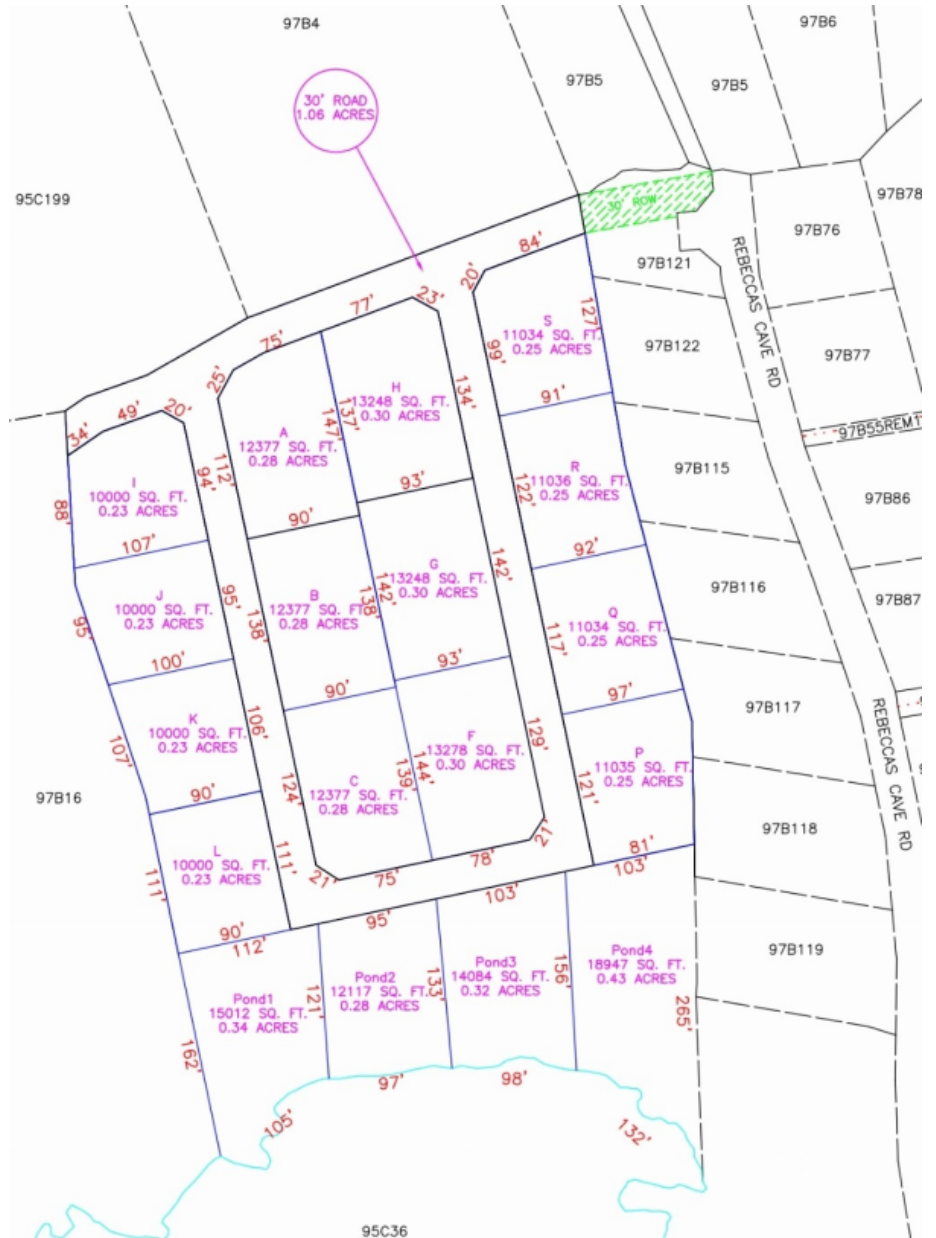 97B4
97B6
97B5
97B5
30' ROAD
1.06 ACRES
95C199
97B78
30' ROW
97B76
84'
97B121
REBECCAS CAVE RD
20'
77'
23'
127'
S
11034 SQ. FT.
0.25 ACRES
97B122
97B77
75'
99'
25'
H
13248 SQ. FT.
0.30 ACRES
134'
91'
49'
20'
34'
147'
137'
A
12377 SQ. FT.
0.28 ACRES
97B55REM1
94'
112'
97B115
I
10000 SQ. FT.
0.23 ACRES
88'
93'
122'
R
11036 SQ. FT.
0.25 ACRES
97B86
90'
107'
92'
142'
G
13248 SQ. FT.
0.30 ACRES
97B116
J
10000 SQ. FT.
0.23 ACRES
95'
95'
138'
B
12377 SQ. FT.
0.28 ACRES
142'
138'
97B87
Q
11034 SQ. FT.
0.25 ACRES
117'
100'
93'
90'
97'
97B117
K
10000 SQ. FT.
0.23 ACRES
106'
107'
REBECCAS CAVE RD
F
13278 SQ. FT.
0.30 ACRES
129'
P
11035 SQ. FT.
0.25 ACRES
97B16
90'
124'
C
12377 SQ. FT.
0.28 ACRES
144'
139'
121'
97B118
L
10000 SQ. FT.
0.23 ACRES
111'
111'
21'
81'
78'
103'
21'
75'
103'
95'
90'
112'
97B119
Pond4
18947 SQ. FT.
0.43 ACRES
Pond3
14084 SQ. FT.
0.32 ACRES
156'
Pond2
12117 SQ. FT.
0.28 ACRES
133'
Pond1
15012 SQ. FT.
0.34 ACRES
121'
265'
162'
97'
98'
105'
132'
95C36